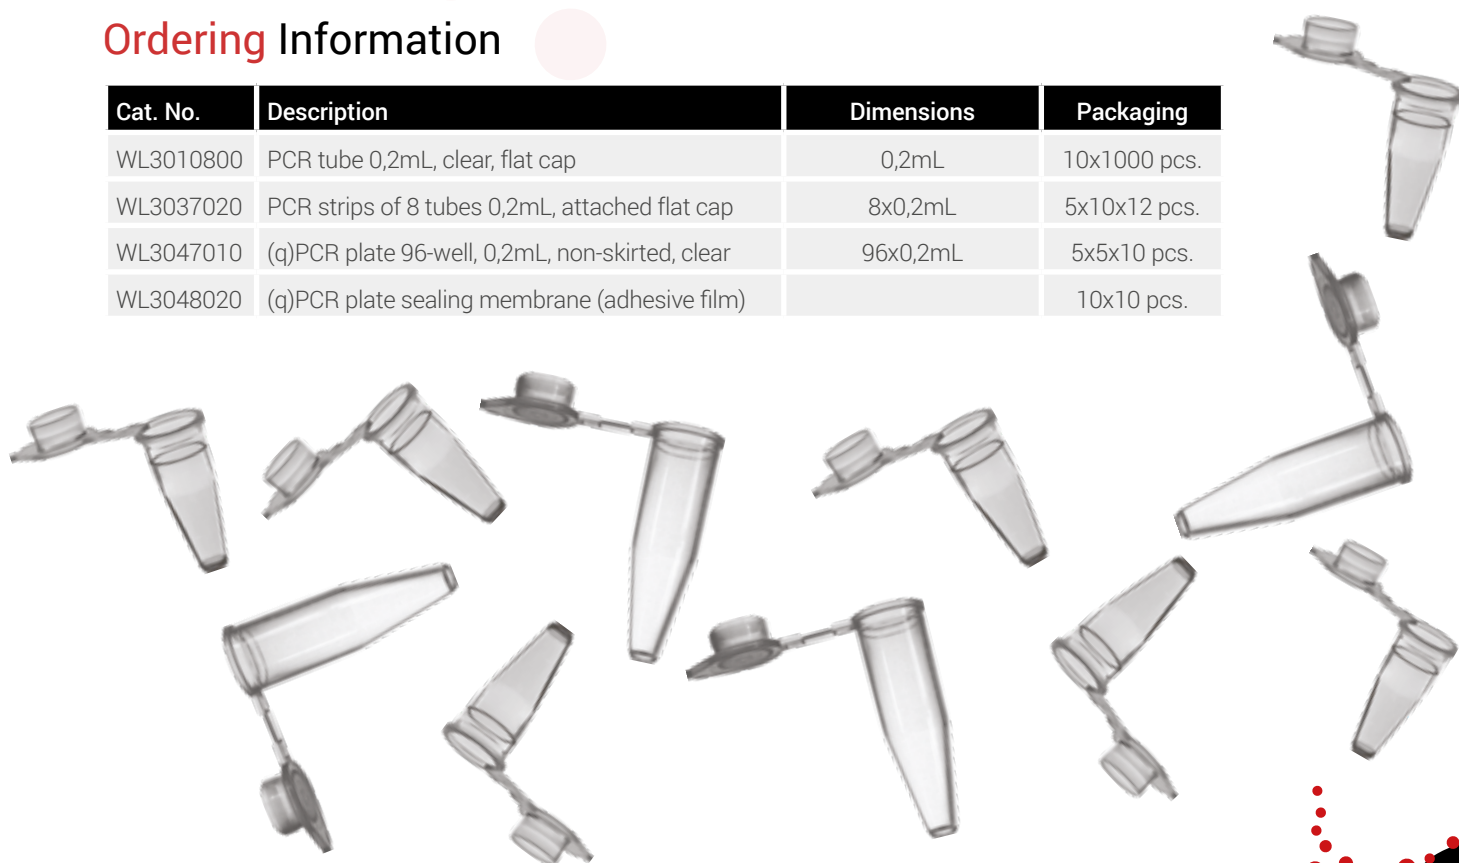 Ordering Information
Cat. No. Description Dimensions Packaging
WL3010800 PCR tube 0,2mL, clear, flat cap 0,2mL 10x1000 pcs.
WL3037020 PCR strips of 8 tubes 0,2mL, attached flat cap 8x0,2mL 5x10x12 pcs.
WL3047010 (q)PCR plate 96-well, 0,2mL, non-skirted, clear 96x0,2mL 5x5x10 pcs.
WL3048020 (q)PCR plate sealing membrane (adhesive film) 10x10 pcs.